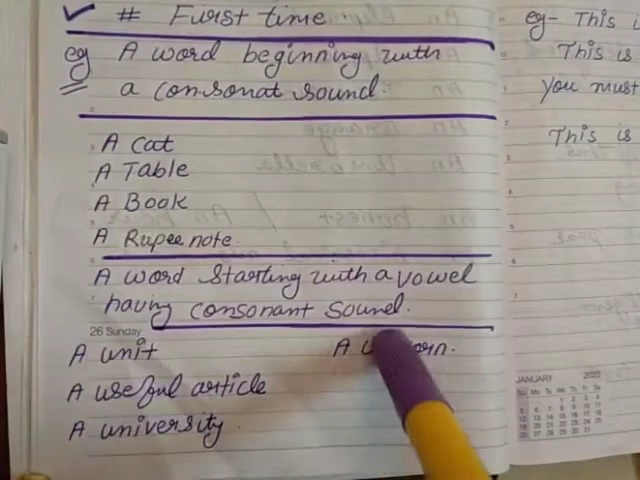 # First time
eg A word beginning with
a consonat sound.
A Cat
A Table
A Book
A Rupee note.
A word starting with a vowel
having consonant sound.
26 Sunday
A unit
A useful article
A university
eg- This
This is
you must
This is
JANUARY 2020